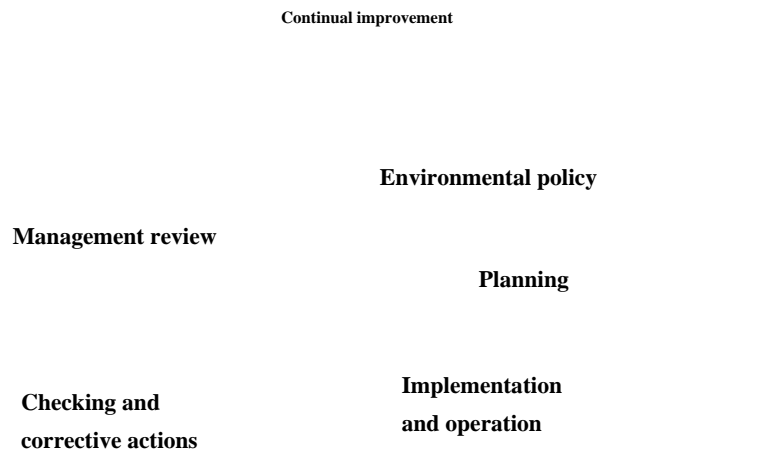 Continual improvement
Environmental policy
Management review
Planning
Implementation
and operation
Checking and
corrective actions